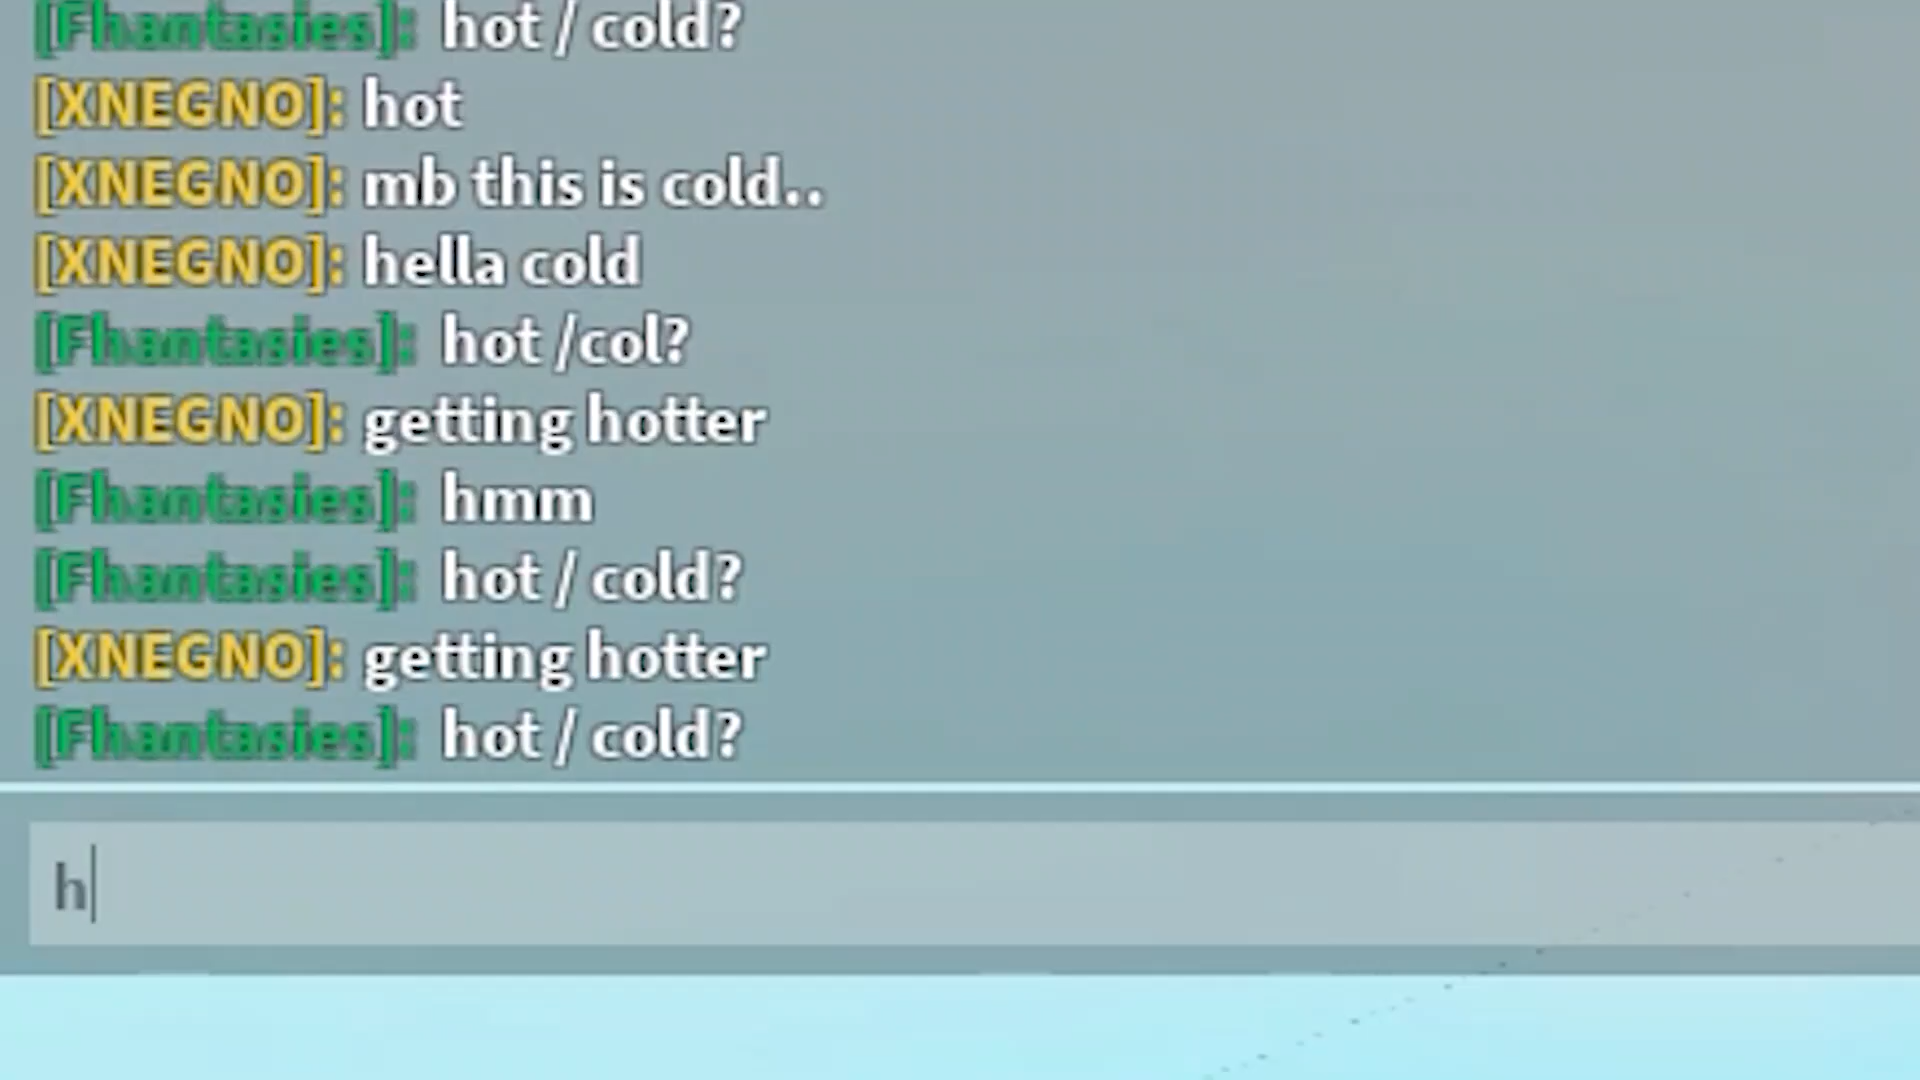 [Fhantasies]: hot / cold?
[XNEGNO]: hot
[XNEGNO]: mb this is cold..
[XNEGNO]: hella cold
[Fhantasies]: hot /col?
[XNEGNO]: getting hotter
[Fhantasies]: hmm
[Fhantasies]: hot / cold?
[XNEGNO]: getting hotter
[Fhantasies]: hot / cold?
h